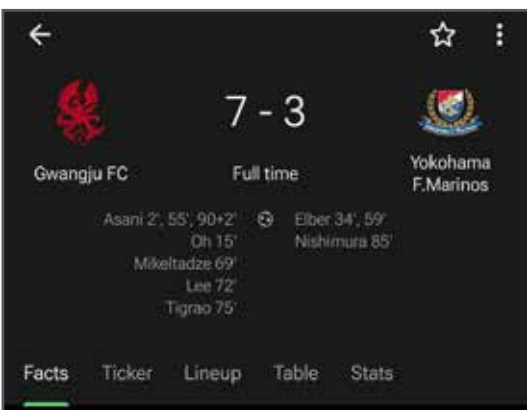 7 - 3
Gwangju FC
Full time
Yokohama
F.Marinos
Asani 2', 55', 90+2'
Oh 15'
Mikeltadze 69'
Lee 72'
Tigrao 75'
Elber 34', 59'
Nishimura 85'
Facts Ticker Lineup Table Stats